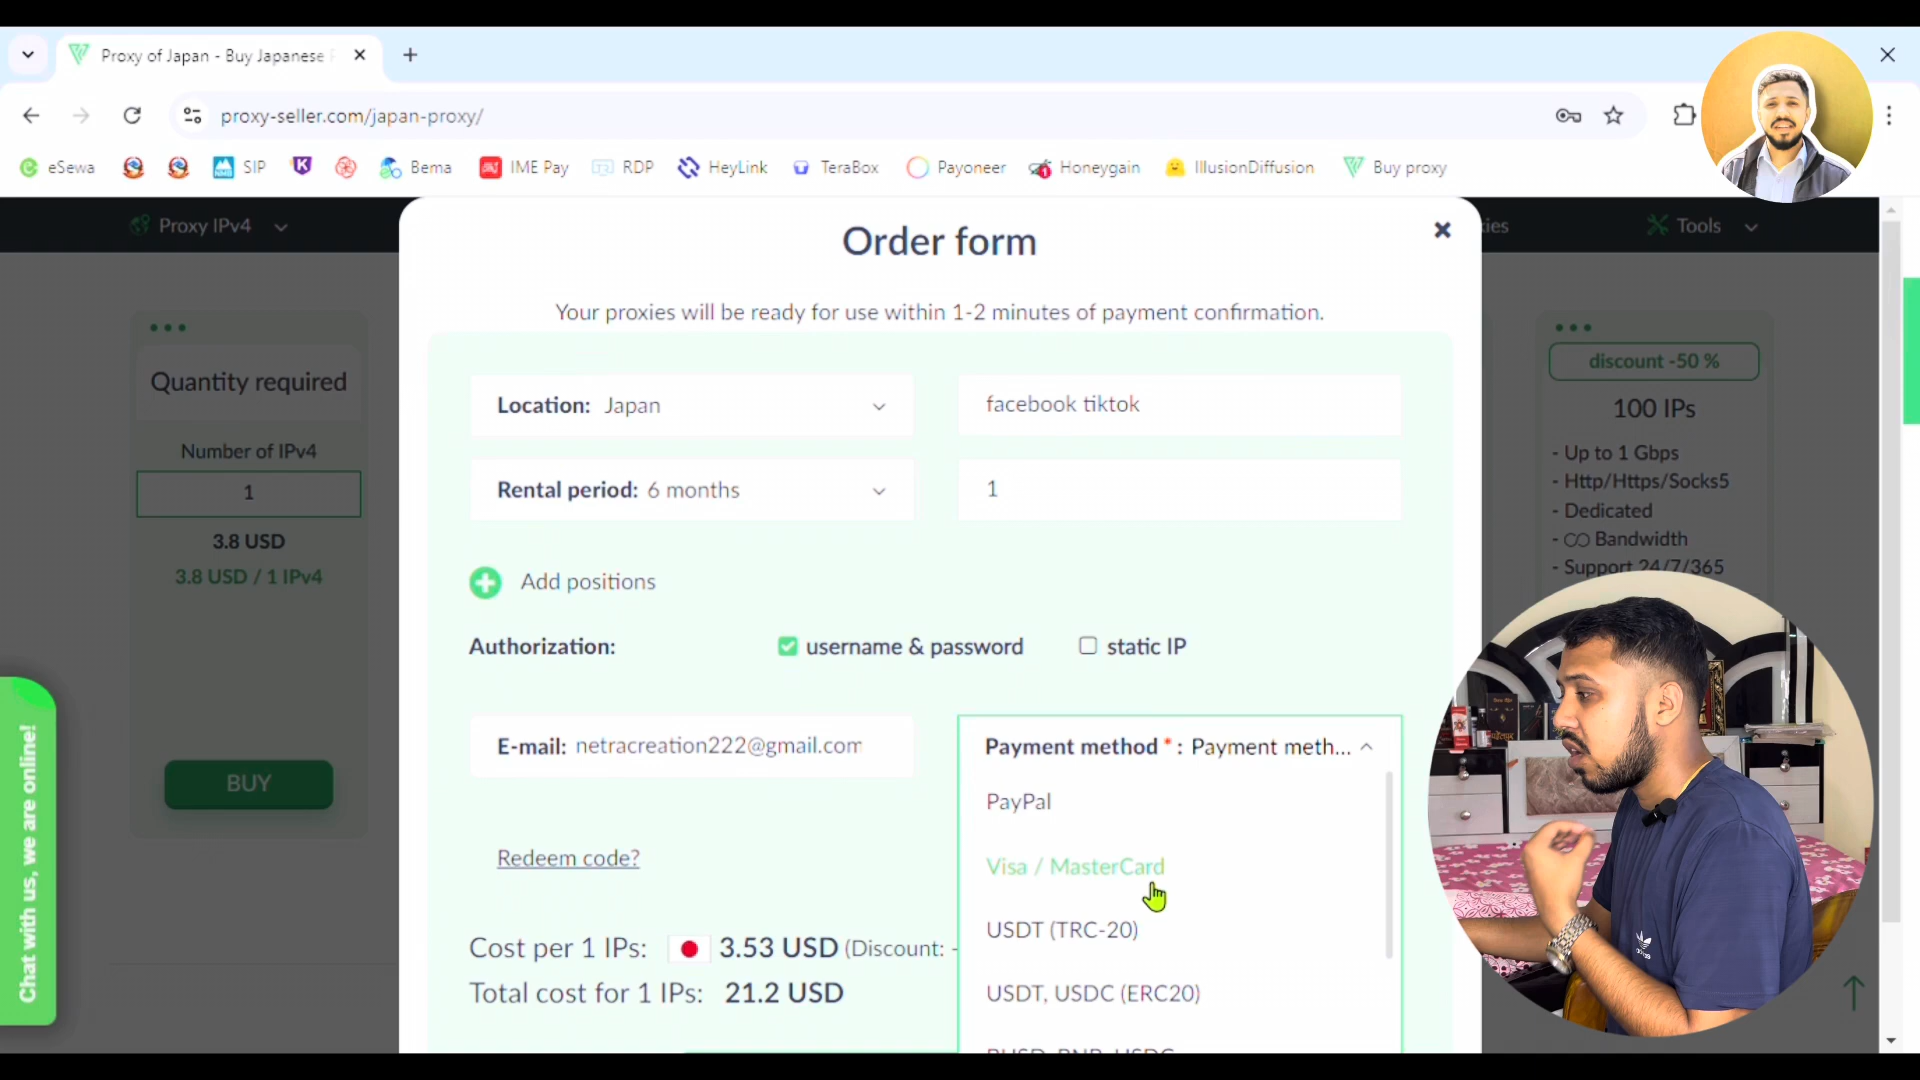 Proxy of Japan - Buy Japanese
proxy-seller.com/japan-proxy/
eSewa
SIP
Bema
IME Pay
RDP
HeyLink
TeraBox
Payoneer
Honeygain
IllusionDiffusion
Buy proxy
Proxy IPv4
Tools
Order form
Your proxies will be ready for use within 1-2 minutes of payment confirmation.
Quantity required
Number of IPv4
1
3.8 USD
3.8 USD / 1 IPv4
BUY
Location: Japan
facebook tiktok
Rental period: 6 months
1
Add positions
Authorization:
username & password
static IP
E-mail: netracreation222@gmail.com
Payment method * : Payment meth...
PayPal
Visa / MasterCard
USDT (TRC-20)
USDT, USDC (ERC20)
Redeem code?
Cost per 1 IPs: 3.53 USD (Discount: -
Total cost for 1 IPs: 21.2 USD
discount -50 %
100 IPs
- Up to 1 Gbps
- Http/Https/Socks5
- Dedicated
- ∞ Bandwidth
- Support 24/7/365
Chat with us, we are online!